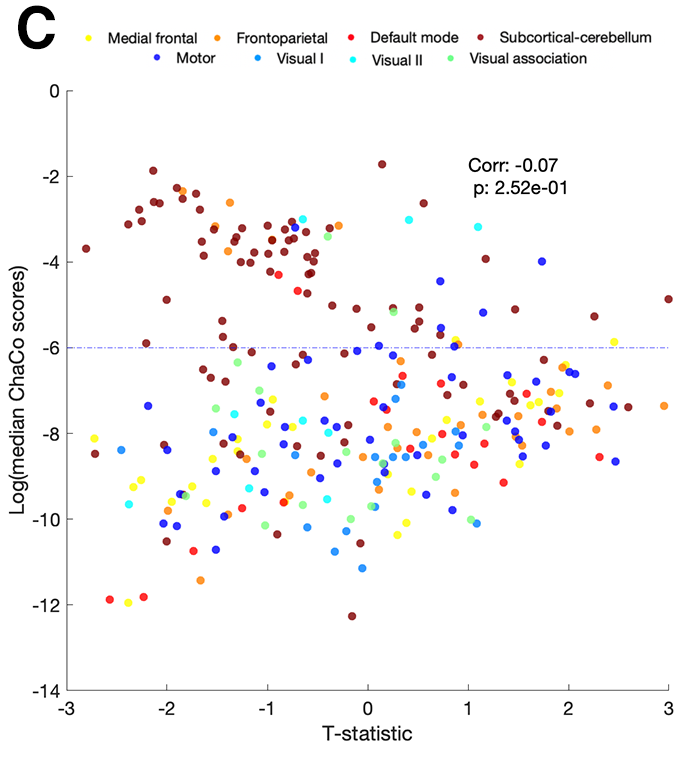 C
Medial frontal Frontoparietal Default mode Subcortical-cerebellum
Motor Visual I Visual II Visual association
Corr: -0.07
p: 2.52e-01
Log(median ChaCo scores)
0
-2
-4
-6
-8
-10
-12
-14
-3 -2 -1 0 1 2 3
T-statistic